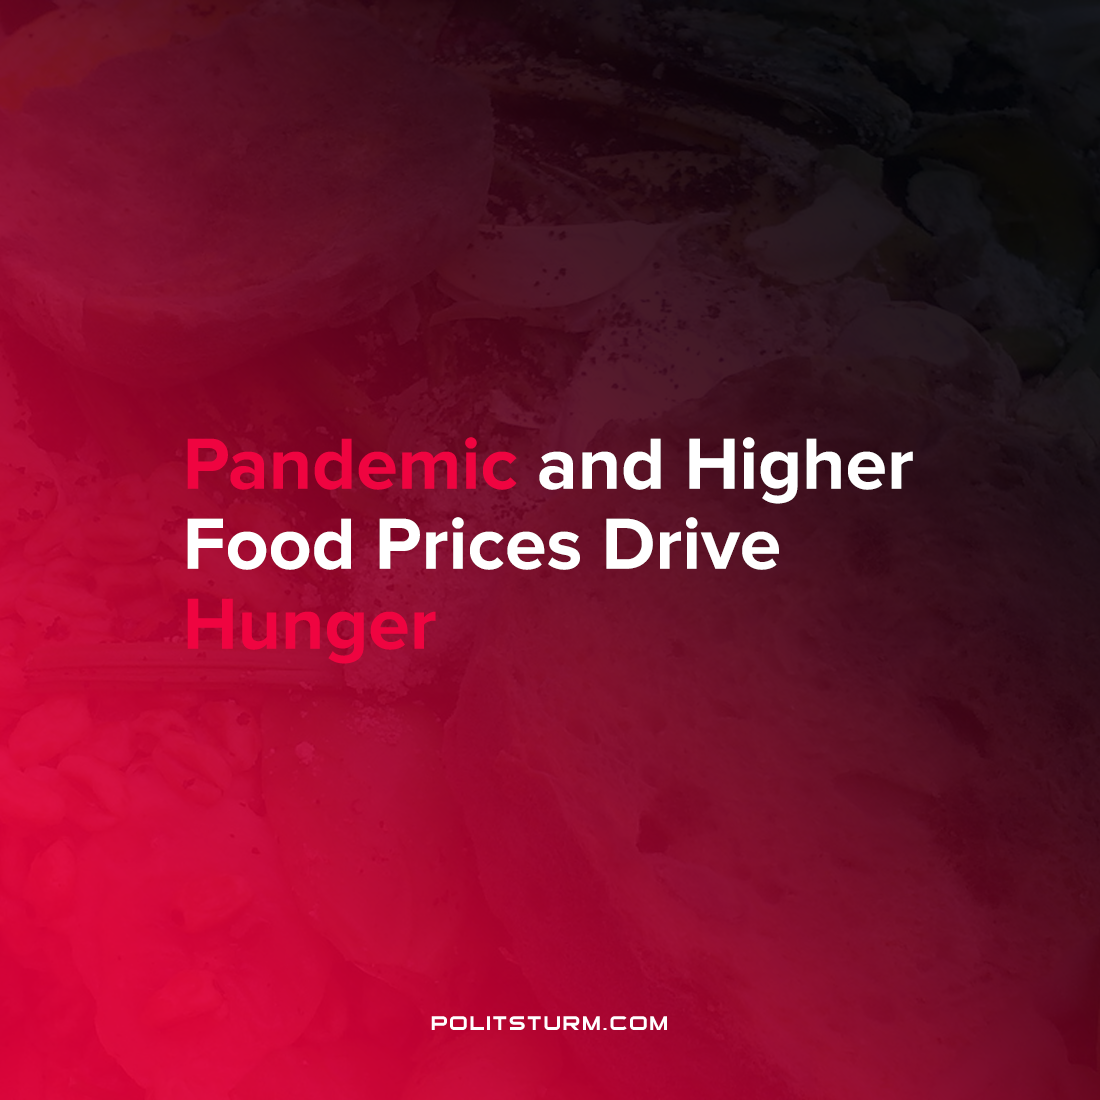 Pandemic and Higher
Food Prices Drive
Hunger
POLITSTURM.COM